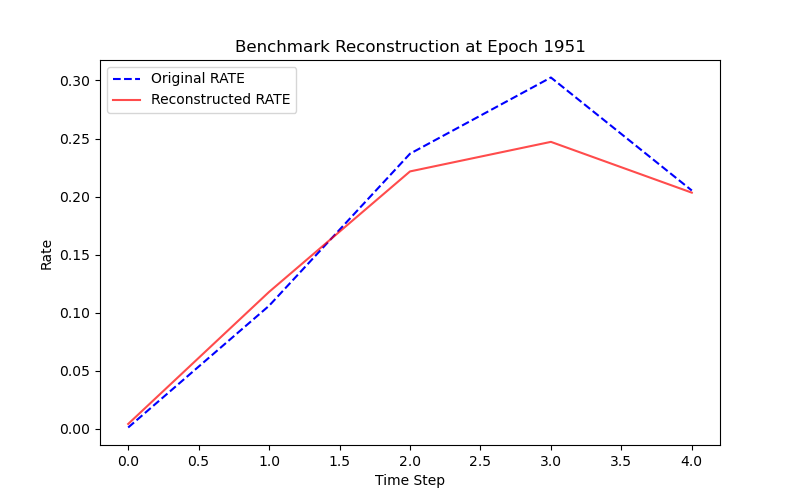 Benchmark Reconstruction at Epoch 1951
Original RATE
Reconstructed RATE
0.30
0.25
0.20
0.15
0.10
0.05
0.00
Rate
0.0 0.5 1.0 1.5 2.0 2.5 3.0 3.5 4.0
Time Step